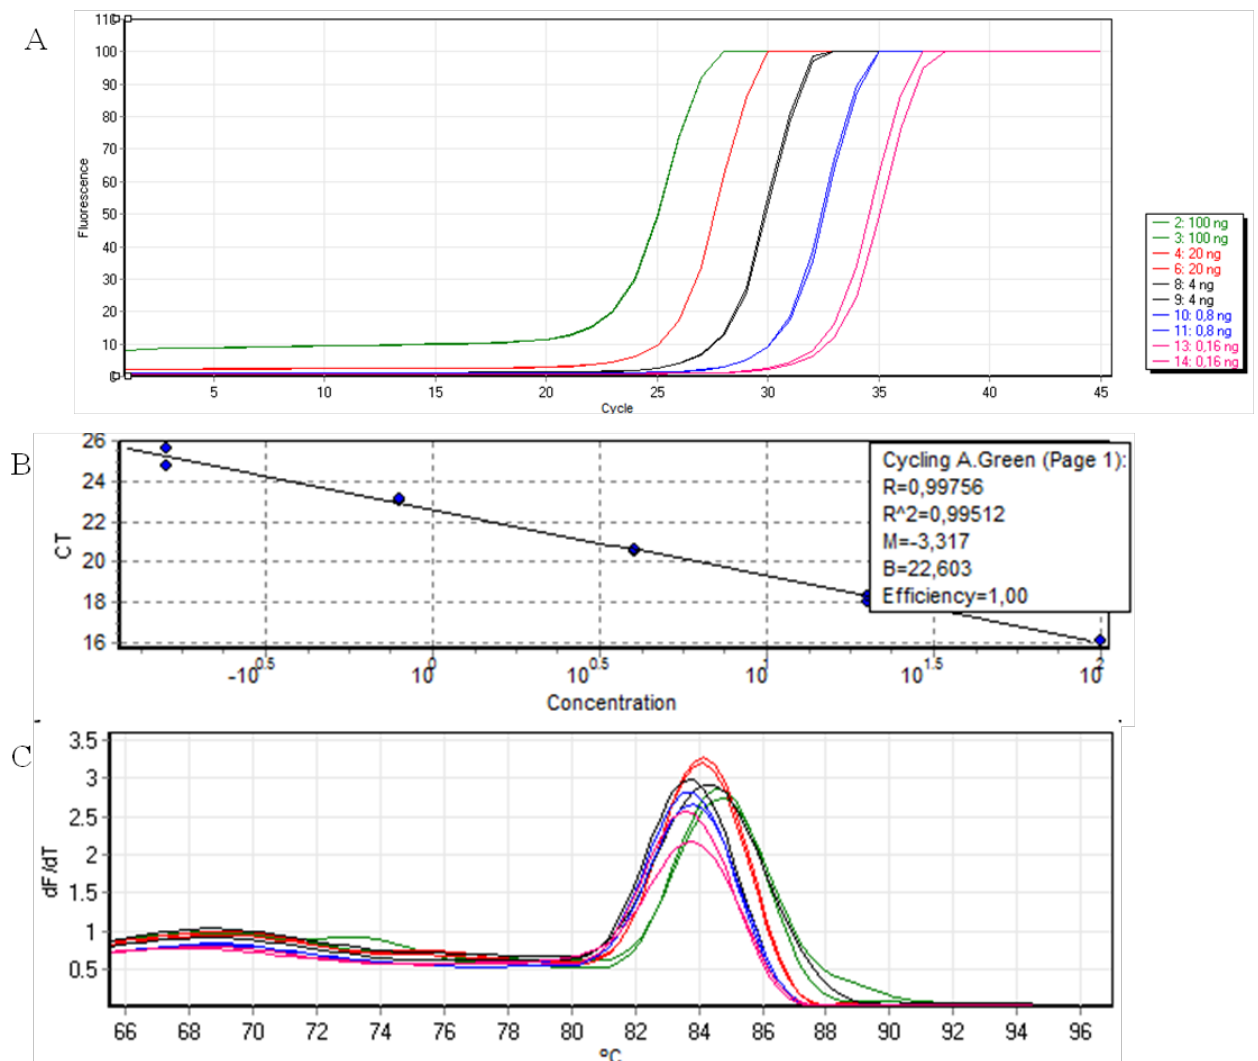 A
110
100
90
80
70
60
50
40
30
20
10
0
Fluorescence
5 10 15 20 25 30 35 40 45
Cycle
2: 100 ng
3: 100 ng
4: 20 ng
6: 20 ng
8: 4 ng
9: 4 ng
10: 0,8 ng
11: 0,8 ng
13: 0,16 ng
14: 0,16 ng
B
26
24
22
20
18
16
CT
Cycling A.Green (Page 1):
R=0,99756
R^2=0,99512
M=-3,317
B=22,603
Efficiency=1,00
-10^0.5 10^0 10^0.5 10^1 10^1.5 10^2
Concentration
C
3.5
3
2.5
2
1.5
1
0.5
dF/dT
66 68 70 72 74 76 78 80 82 84 86 88 90 92 94 96
ºC